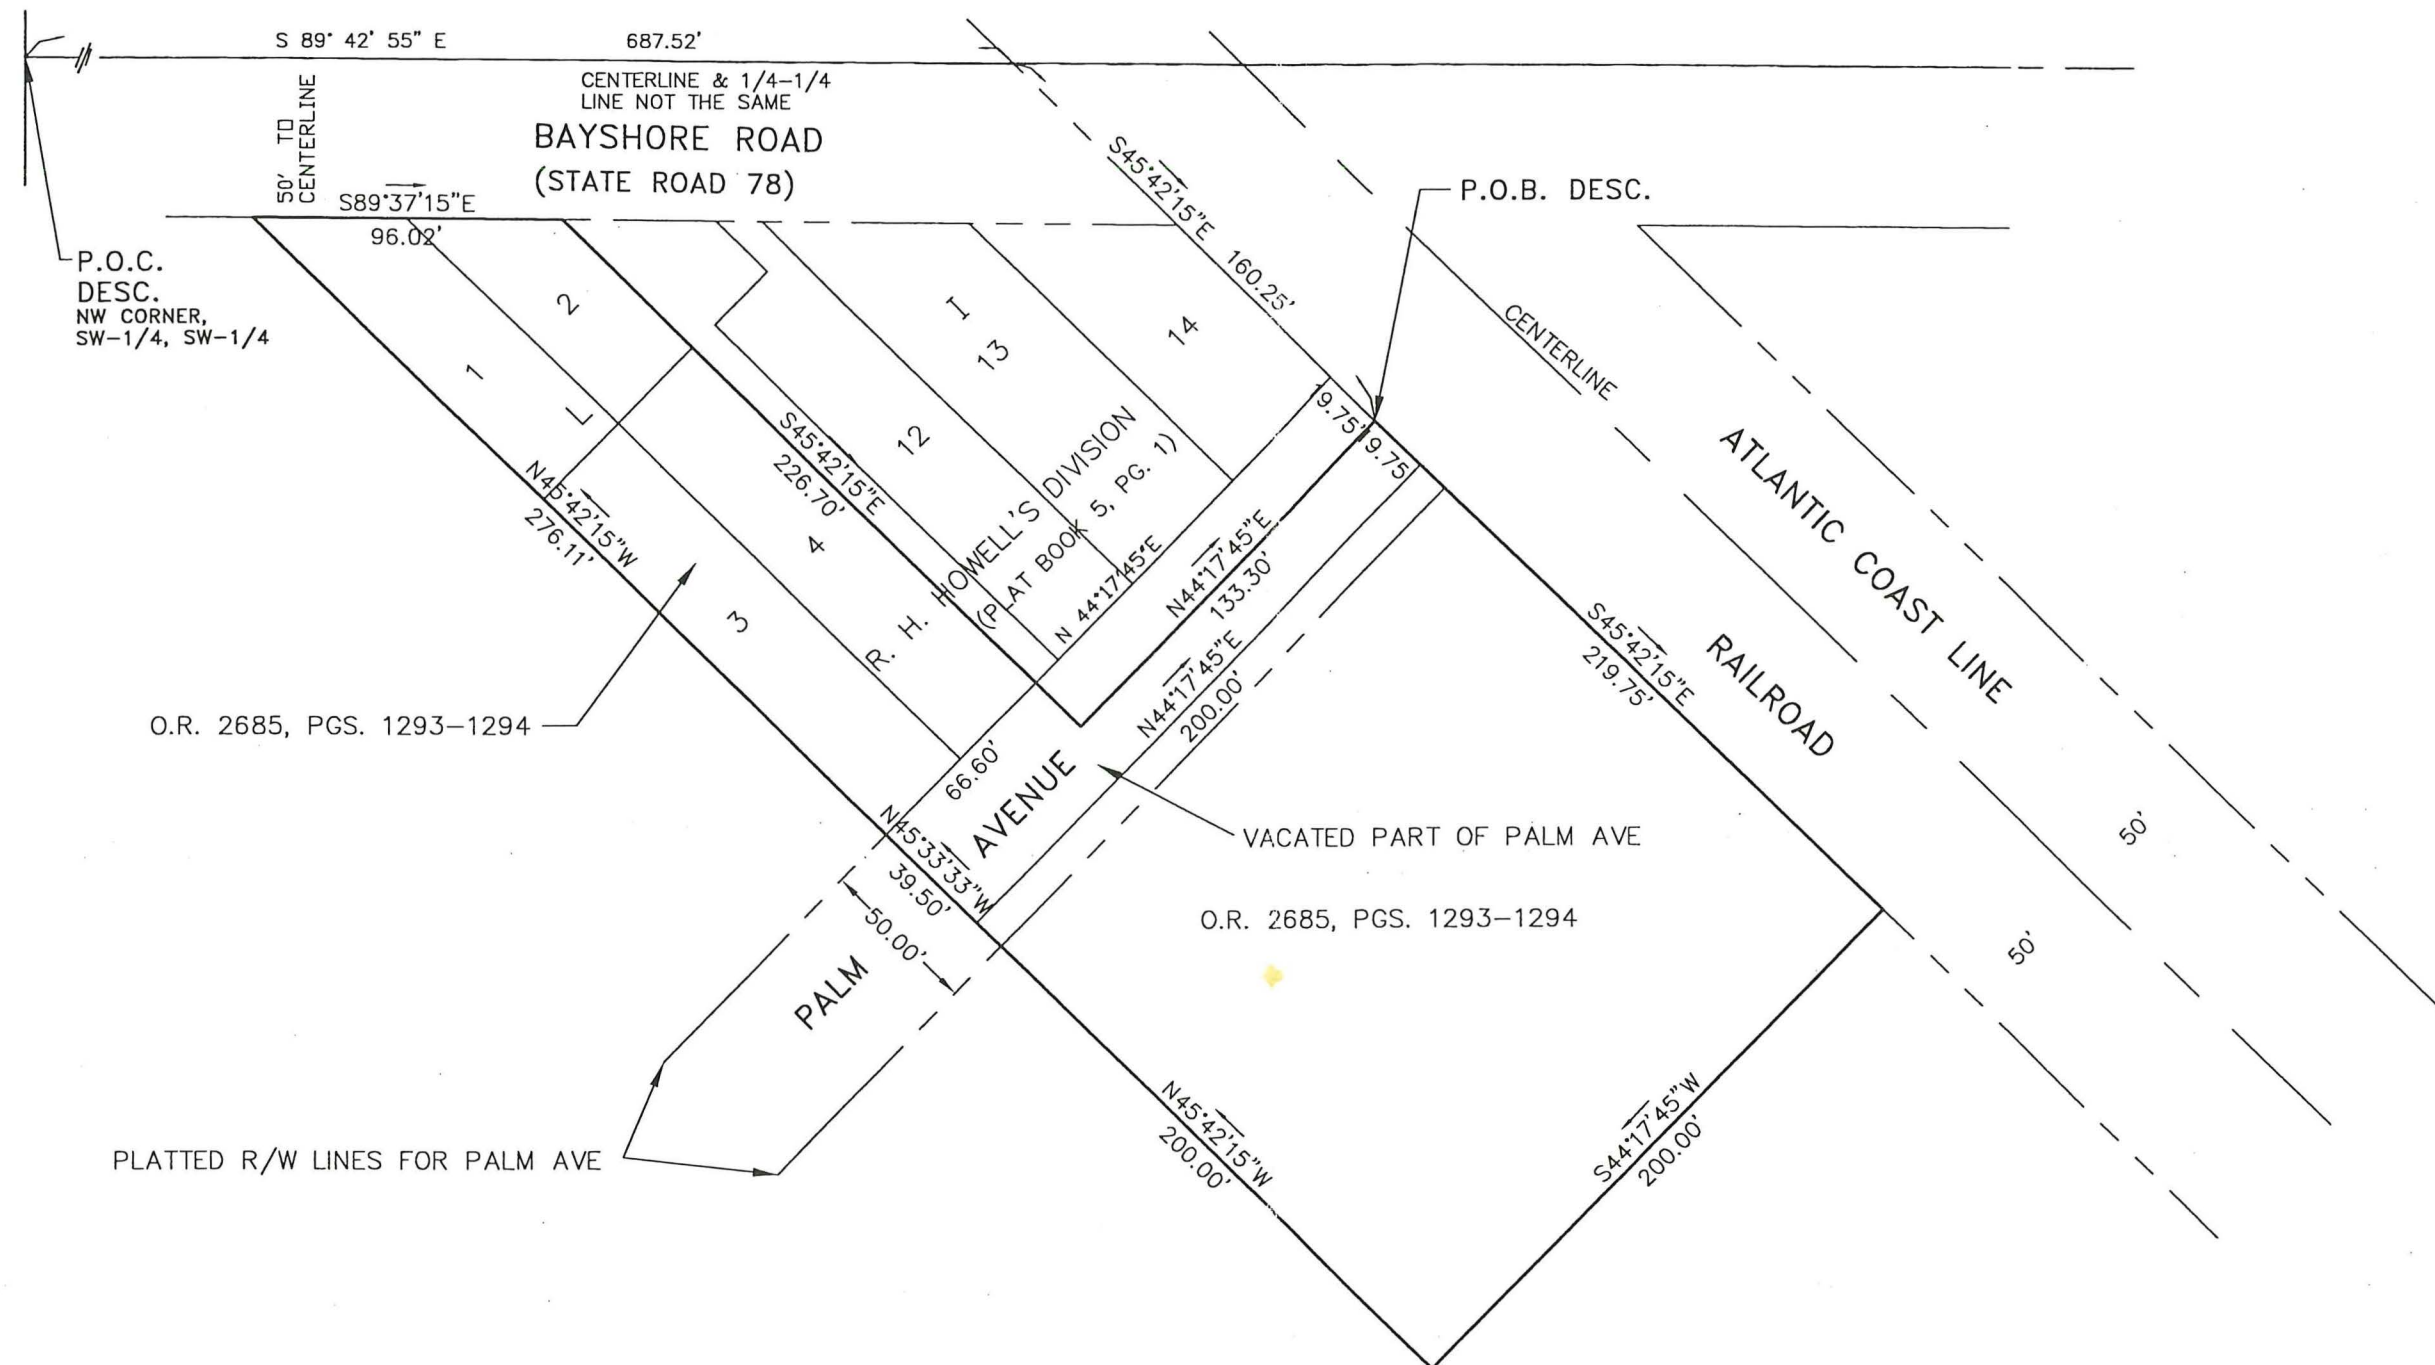 S 89° 42' 55" E
687.52'
CENTERLINE & 1/4-1/4
LINE NOT THE SAME
50' TO
CENTERLINE
BAYSHORE ROAD
(STATE ROAD 78)
S89°37'15"E
96.02'
P.O.C.
DESC.
NW CORNER,
SW-1/4, SW-1/4
S45°42'15"E
160.25'
P.O.B. DESC.
CENTERLINE
ATLANTIC COAST LINE
RAILROAD
1
2
L
3
4
I
12
13
14
19.75'
19.75
S45°42'15"E
226.70'
R. H. HOWELL'S DIVISION
(PLAT BOOK 5, PG. 1)
N 44°17'45"E
N44°17'45"E
133.30'
N44°17'45"E
200.00'
N45°42'15"W
276.11'
O.R. 2685, PGS. 1293-1294
66.60'
N45°33'33"W
39.50'
50.00'
PALM AVENUE
VACATED PART OF PALM AVE
O.R. 2685, PGS. 1293-1294
S45°42'15"E
219.75'
50'
50'
PLATTED R/W LINES FOR PALM AVE
N45°42'15"W
200.00'
S44°17'45"W
200.00'